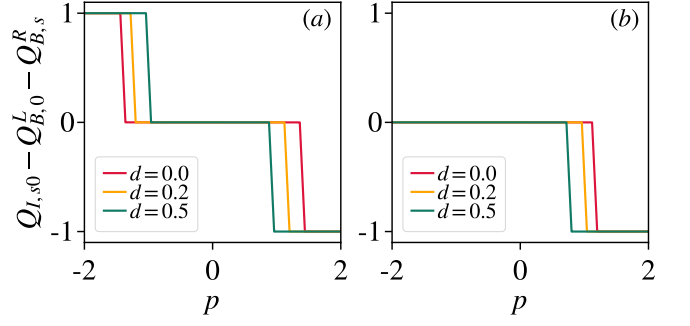 Q_{I,s0} − Q^L_{B,0} − Q^R_{B,s}
(a)
1
0
-1
d=0.0
d=0.2
d=0.5
-2 0 2
p
(b)
1
0
-1
d=0.0
d=0.2
d=0.5
-2 0 2
p